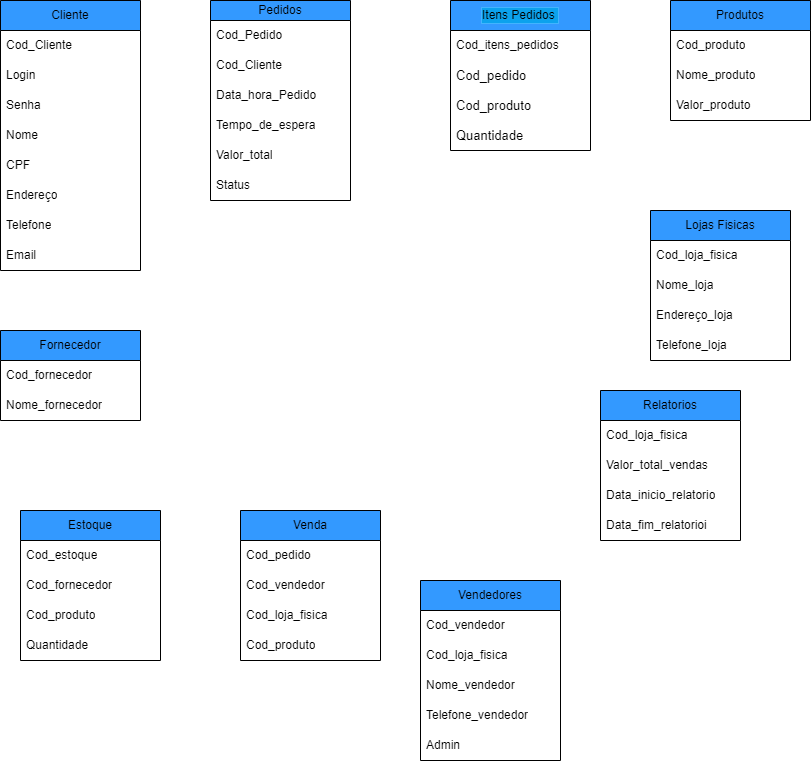 Cliente
Cod_Cliente
Login
Senha
Nome
CPF
Endereço
Telefone
Email
Pedidos
Cod_Pedido
Cod_Cliente
Data_hora_Pedido
Tempo_de_espera
Valor_total
Status
Itens Pedidos
Cod_itens_pedidos
Cod_pedido
Cod_produto
Quantidade
Produtos
Cod_produto
Nome_produto
Valor_produto
Lojas Fisicas
Cod_loja_fisica
Nome_loja
Endereço_loja
Telefone_loja
Fornecedor
Cod_fornecedor
Nome_fornecedor
Relatorios
Cod_loja_fisica
Valor_total_vendas
Data_inicio_relatorio
Data_fim_relatorioi
Estoque
Cod_estoque
Cod_fornecedor
Cod_produto
Quantidade
Venda
Cod_pedido
Cod_vendedor
Cod_loja_fisica
Cod_produto
Vendedores
Cod_vendedor
Cod_loja_fisica
Nome_vendedor
Telefone_vendedor
Admin